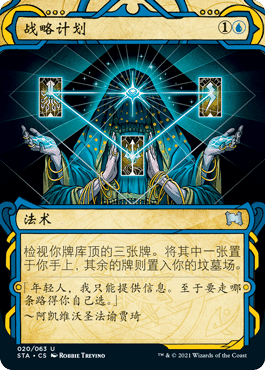 战略计划 1
法术
检视你牌库顶的三张牌。将其中一张置
于你手上，其余的牌则置入你的坟墓场。
「年轻人，我只能提供信息。至于要走哪
条路得你自己选。」
～阿凯维沃圣法谕贾琦
020/063 U
STA • CS ROBBIE TREVINO
™ & © 2021 Wizards of the Coast